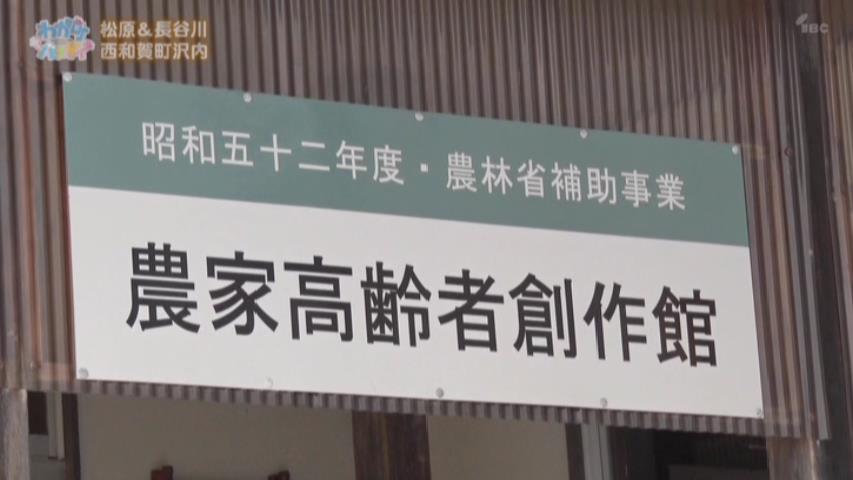 松原&長谷川
西和賀町沢内
IBC
昭和五十二年度・農林省補助事業
農家高齢者創作館